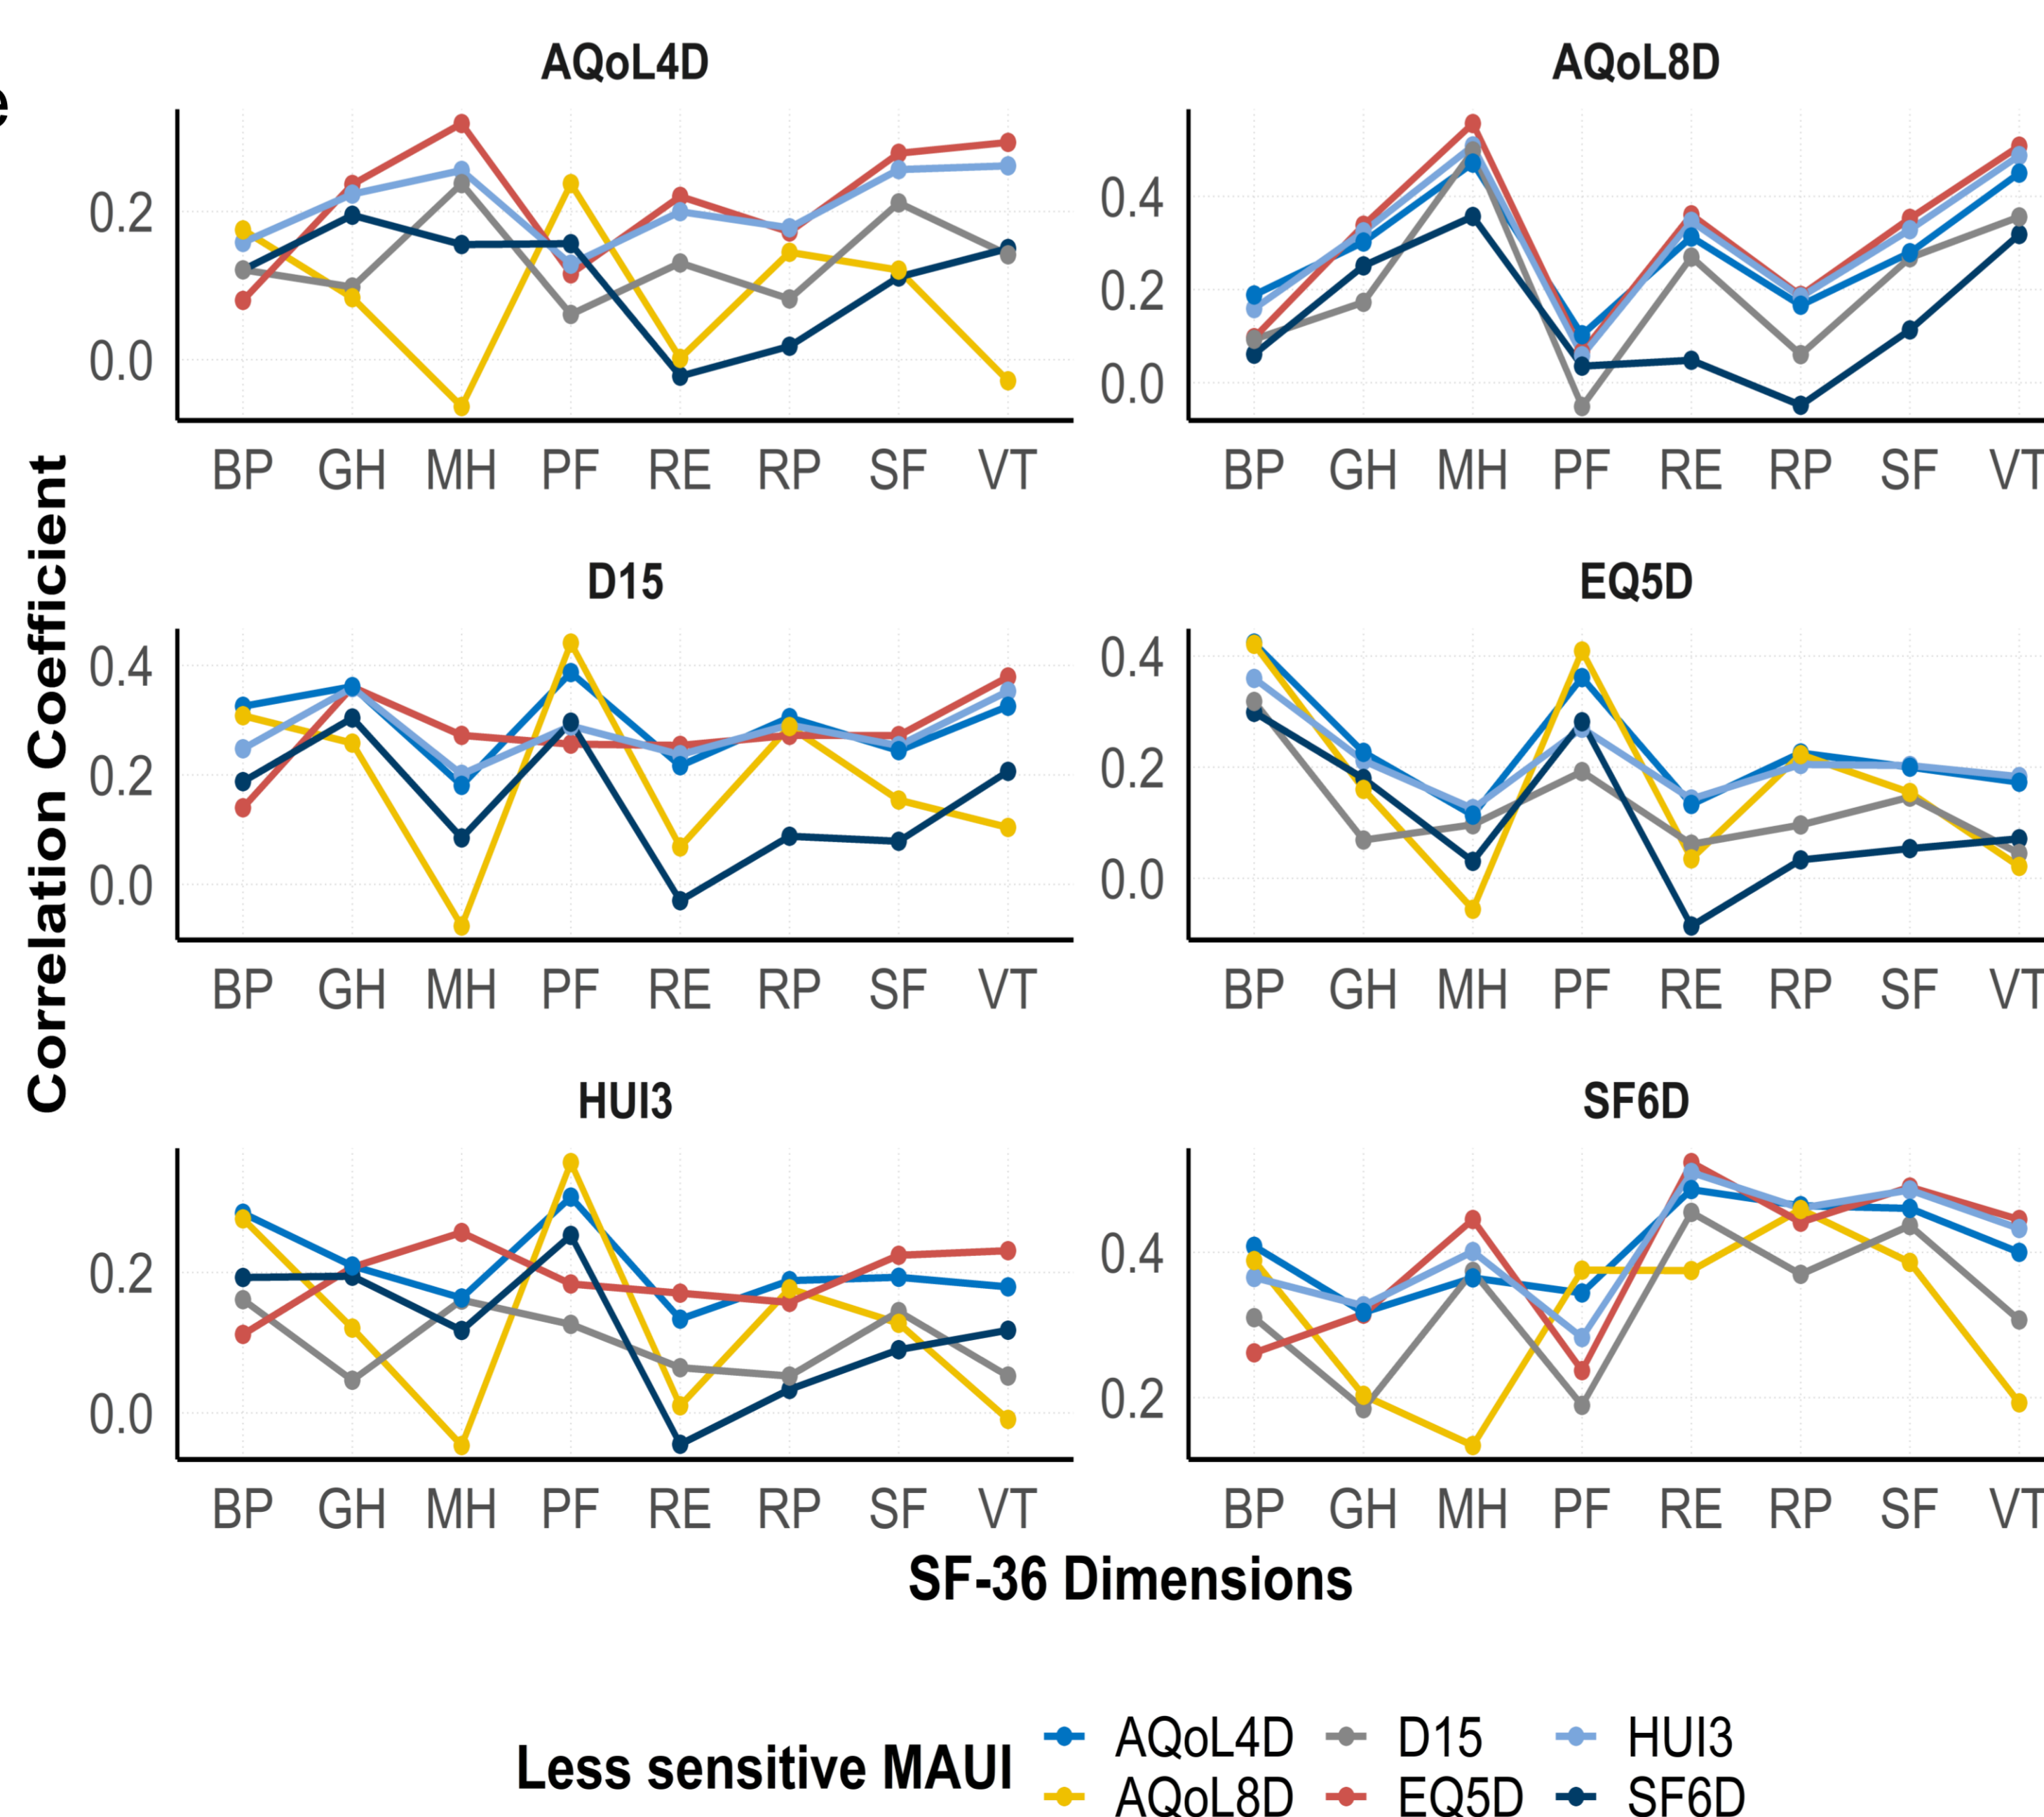 e
AQoL4D AQoL8D
0.2
0.0
0.4
0.2
0.0
BP GH MH PF RE RP SF VT BP GH MH PF RE RP SF VT
Correlation Coefficient
D15 EQ5D
0.4
0.2
0.0
0.4
0.2
0.0
BP GH MH PF RE RP SF VT BP GH MH PF RE RP SF VT
HUI3 SF6D
0.2
0.0
0.4
0.2
BP GH MH PF RE RP SF VT BP GH MH PF RE RP SF VT
SF-36 Dimensions
Less sensitive MAUI
AQoL4D D15 HUI3
AQoL8D EQ5D SF6D